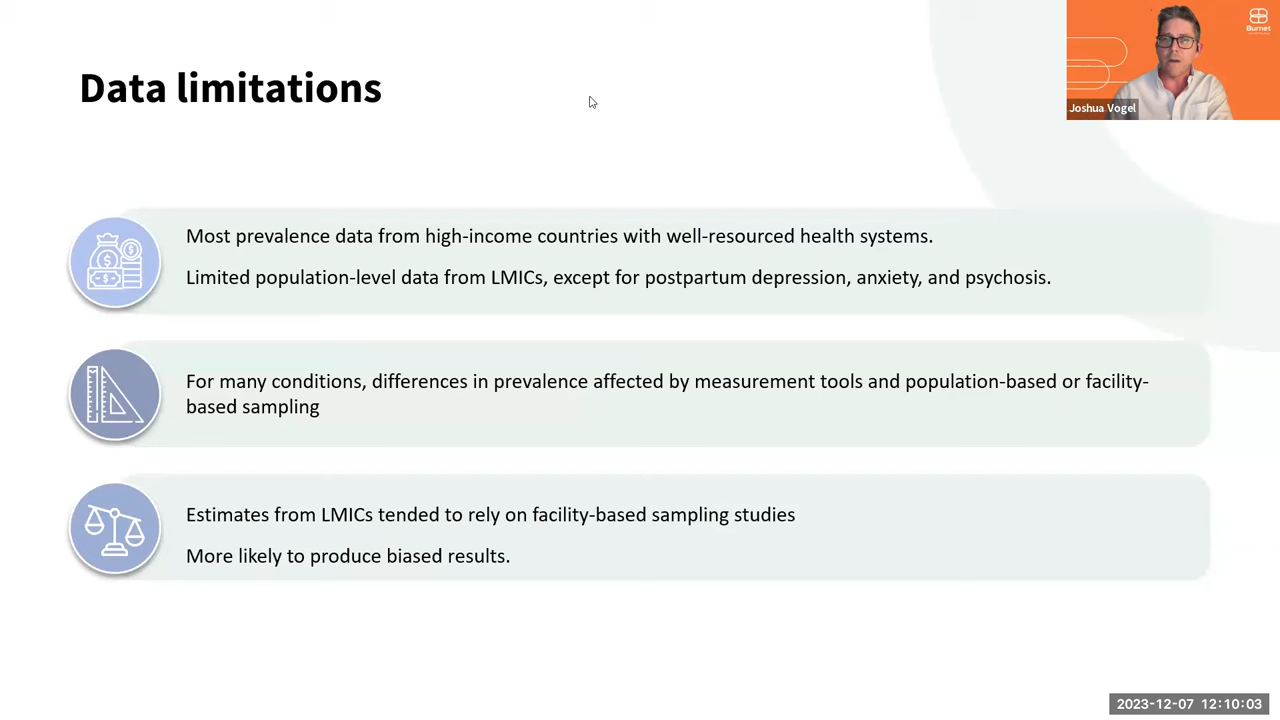 Data limitations
Burnet
Joshua Vogel
Most prevalence data from high-income countries with well-resourced health systems.
Limited population-level data from LMICs, except for postpartum depression, anxiety, and psychosis.
For many conditions, differences in prevalence affected by measurement tools and population-based or facility-
based sampling
Estimates from LMICs tended to rely on facility-based sampling studies
More likely to produce biased results.
2023-12-07 12:10:03